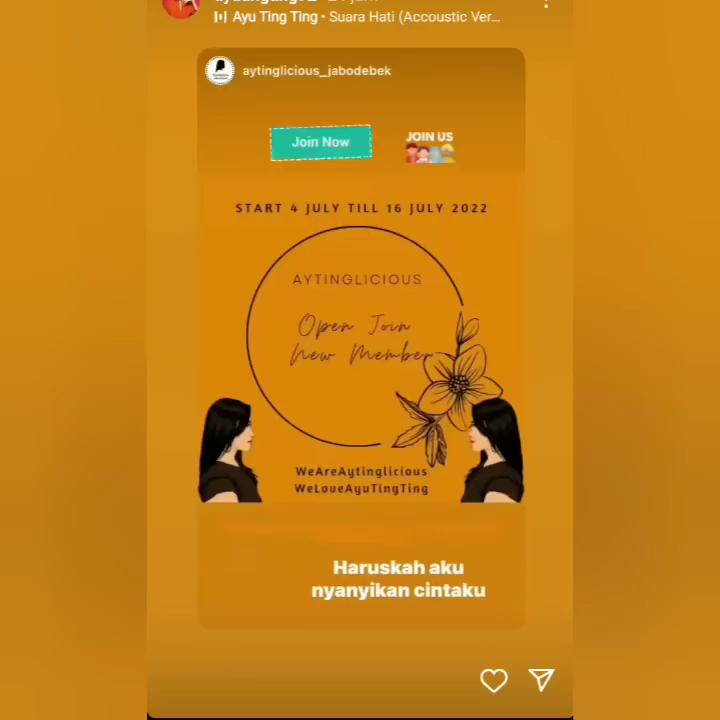 Ayu Ting Ting • Suara Hati (Accoustic Ver...
aytinglicious_jabodebek
Join Now
JOIN US
START 4 JULY TILL 16 JULY 2022
AYTINGLICIOUS
Open Join
New Member
WeAreAytinglicious
WeLoveAyuTingTing
Haruskah aku
nyanyikan cintaku